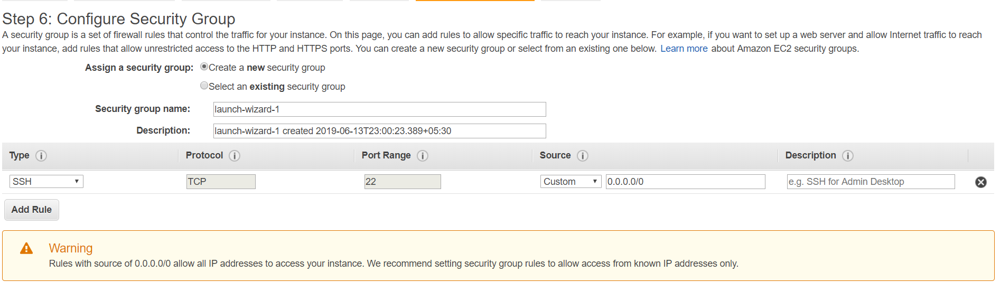 Step 6: Configure Security Group
A security group is a set of firewall rules that control the traffic for your instance. On this page, you can add rules to allow specific traffic to reach your instance. For example, if you want to set up a web server and allow Internet traffic to reach
your instance, add rules that allow unrestricted access to the HTTP and HTTPS ports. You can create a new security group or select from an existing one below. Learn more about Amazon EC2 security groups.
Assign a security group: Create a new security group
Select an existing security group
Security group name: launch-wizard-1
Description: launch-wizard-1 created 2019-06-13T23:00:23.389+05:30
Type i Protocol i Port Range i Source i Description i
SSH TCP 22 Custom 0.0.0.0/0 e.g. SSH for Admin Desktop
Add Rule
Warning
Rules with source of 0.0.0.0/0 allow all IP addresses to access your instance. We recommend setting security group rules to allow access from known IP addresses only.